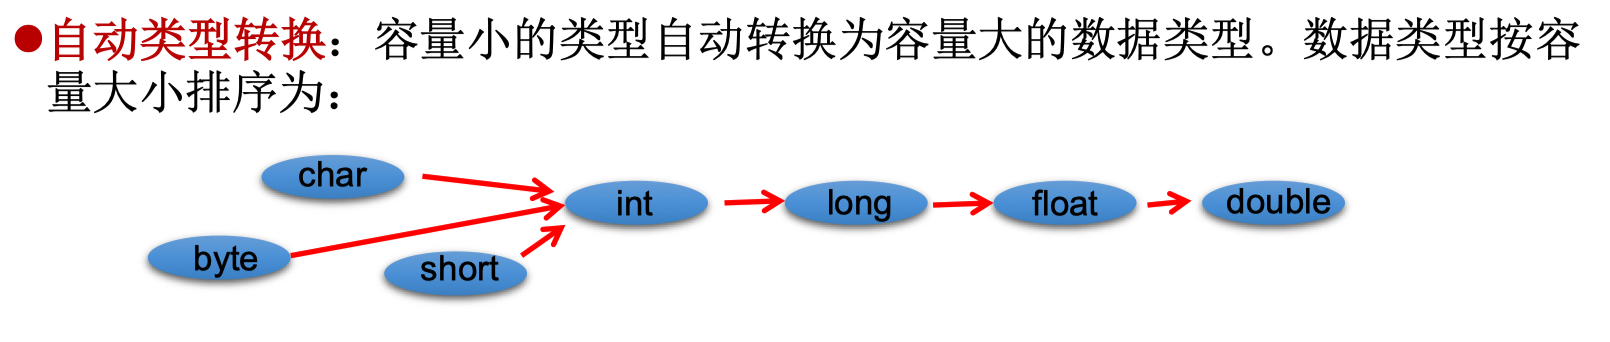 ●自动类型转换：容量小的类型自动转换为容量大的数据类型。数据类型按容
量大小排序为：
char
int
long
float
double
byte
short